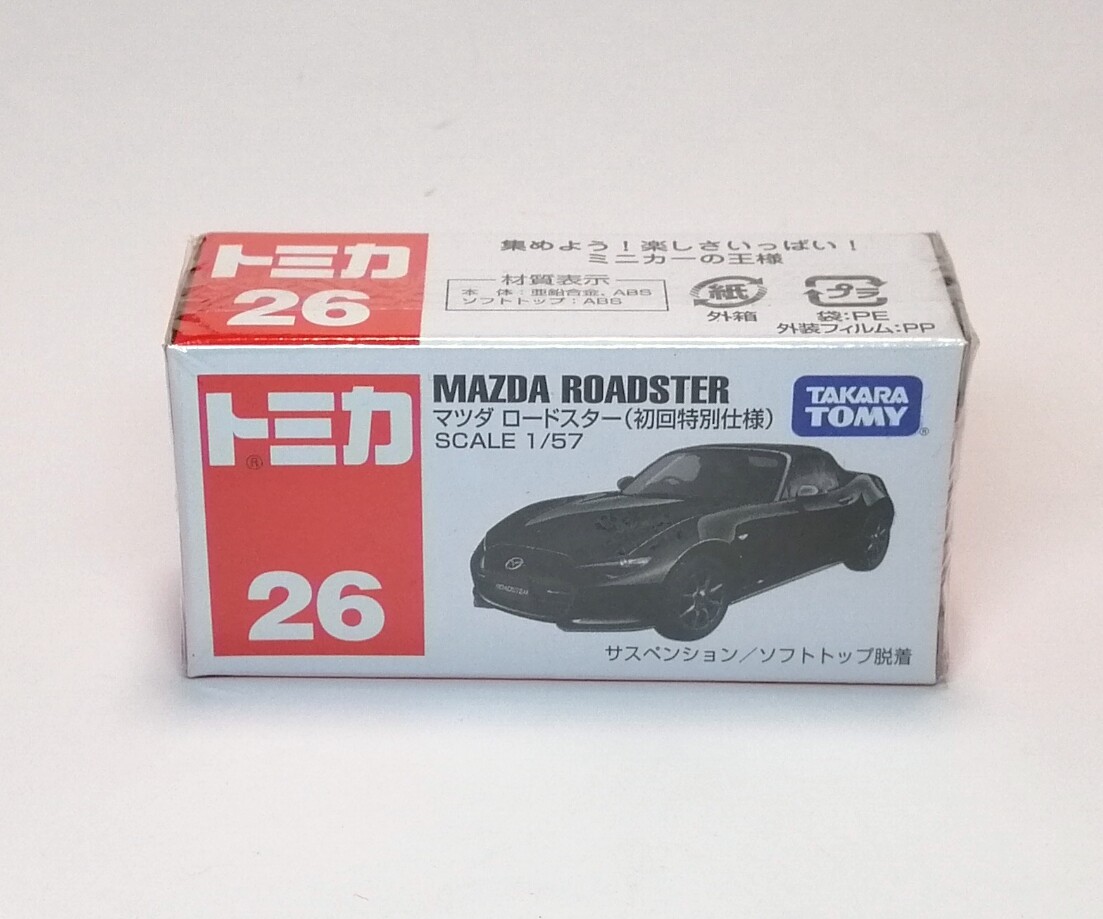 トミカ
26
集めよう！楽しさいっぱい！
ミニカーの王様
材質表示
本 体：亜鉛合金，ABS
ソフトトップ：ABS
紙
外箱
プラ
袋：PE
外装フィルム：PP
トミカ®
26
MAZDA ROADSTER
マツダ ロードスター（初回特別仕様）
SCALE 1/57
TAKARA
TOMY®
ROADSTER
サスペンション／ソフトトップ脱着